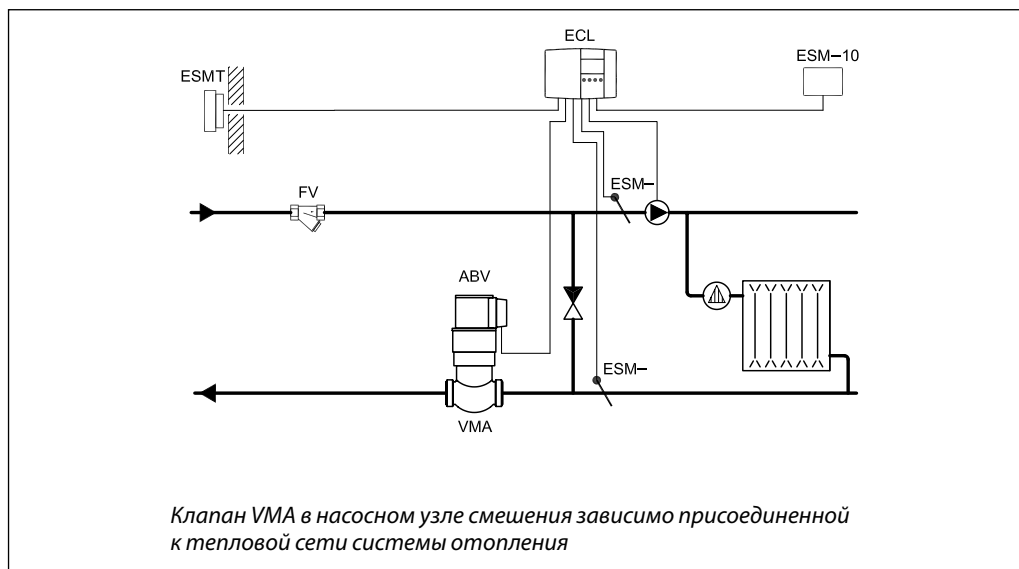 ECL
ESM–10
ESMT
ESM–
FV
ABV
ESM–
VMA
Клапан VMA в насосном узле смешения зависимо присоединенной
к тепловой сети системы отопления